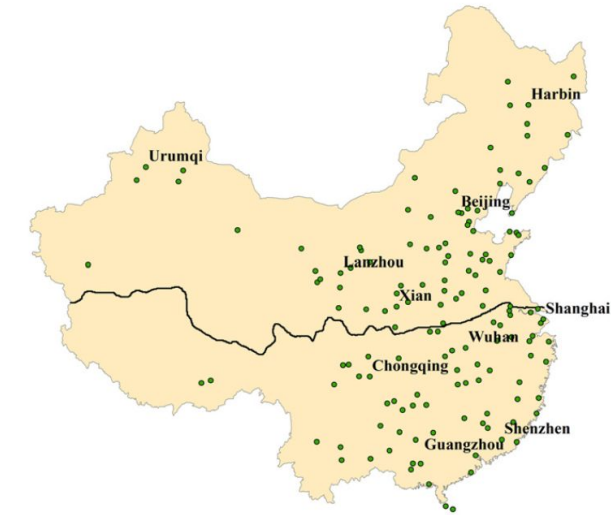 Harbin
Urumqi
Beijing
Lanzhou
Xian
Shanghai
Wuhan
Chongqing
Shenzhen
Guangzhou